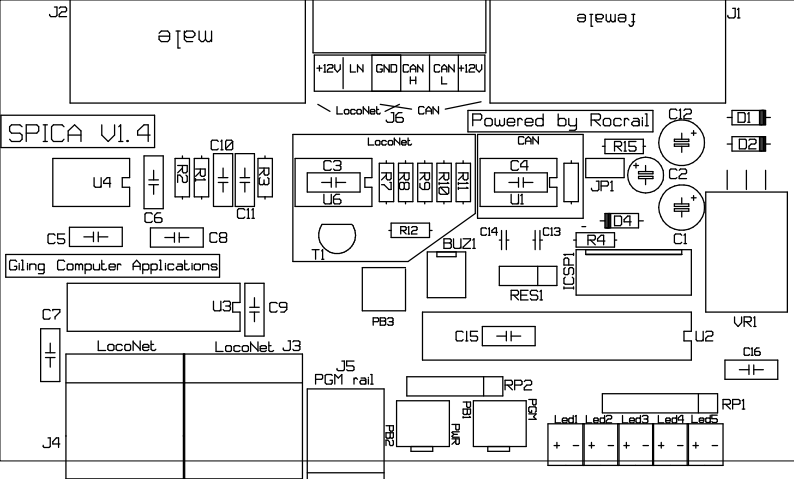 J2
male
female
J1
+12V LN GND CAN H CAN L +12V
LocoNet J6 CAN
SPICA V1.4
Powered by Rocrail
C12
D1
D2
LocoNet
CAN
R15
C10
U4
C6
R2
R1
C11
R3
C3
U6
R7
R8
R9
R10
R11
C4
U1
JP1
C2
C5
C8
T1
R12
C14
C13
D4
- R4
C1
Giling Computer Applications
BUZ1
RES1
ICSP1
PB3
VR1
C7
U3
C9
C15
U2
C16
LocoNet
LocoNet J3
J5
PGM rail
RP2
RP1
J4
PB2
PWR
PB1
PGM
Led1 Led2 Led3 Led4 Led5
+ - + - + - + - + -